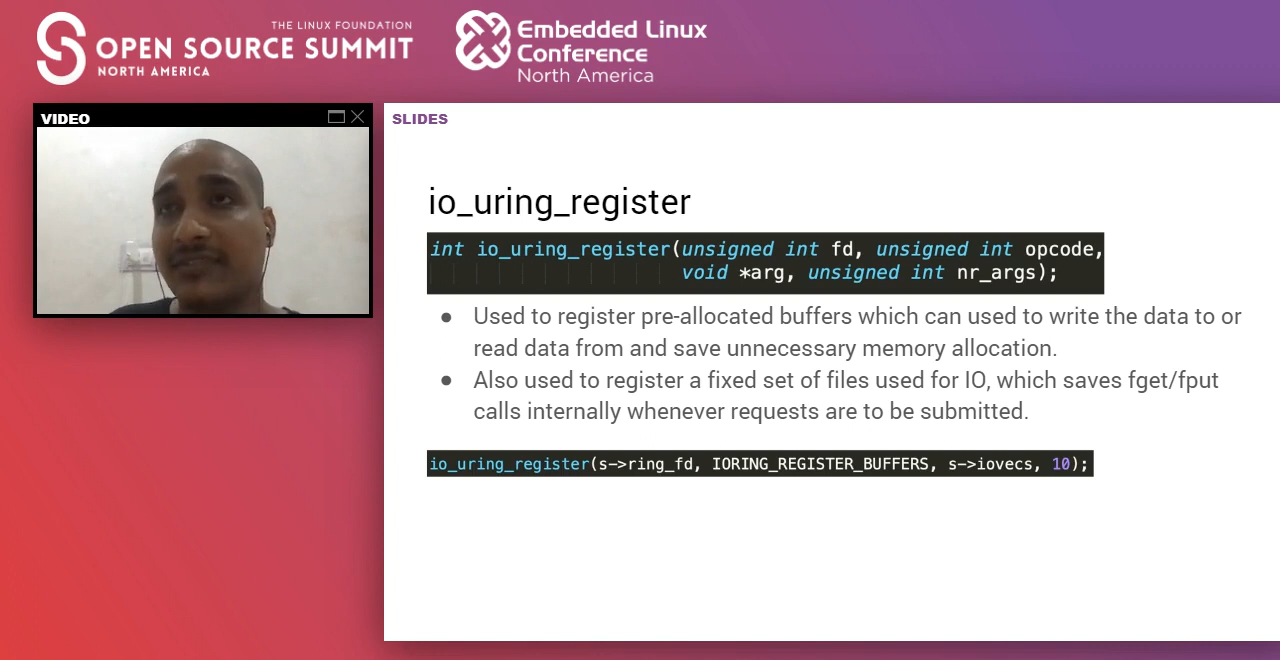 THE LINUX FOUNDATION
OPEN SOURCE SUMMIT
NORTH AMERICA
Embedded Linux
Conference
North America
VIDEO
SLIDES
io_uring_register
int io_uring_register(unsigned int fd, unsigned int opcode,
void *arg, unsigned int nr_args);
● Used to register pre-allocated buffers which can used to write the data to or
read data from and save unnecessary memory allocation.
● Also used to register a fixed set of files used for IO, which saves fget/fput
calls internally whenever requests are to be submitted.
io_uring_register(s->ring_fd, IORING_REGISTER_BUFFERS, s->iovecs, 10);